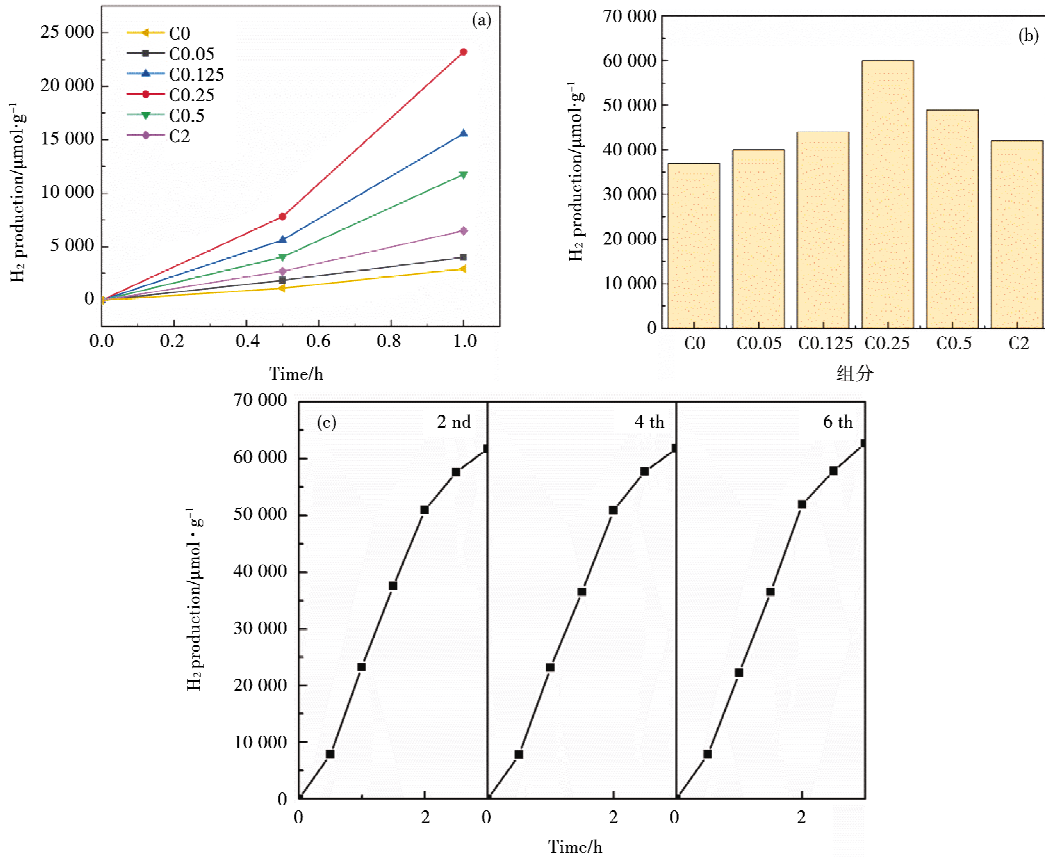 (a)
25 000
20 000
15 000
10 000
5 000
0
H₂ production/μmol·g⁻¹
C0
C0.05
C0.125
C0.25
C0.5
C2
0.0 0.2 0.4 0.6 0.8 1.0
Time/h
(b)
70 000
60 000
50 000
40 000
30 000
20 000
10 000
0
H₂ production/μmol·g⁻¹
C0 C0.05 C0.125 C0.25 C0.5 C2
组分
(c)
2 nd 4 th 6 th
70 000
60 000
50 000
40 000
30 000
20 000
10 000
0
H₂ production/μmol·g⁻¹
0 2 0 2 0 2
Time/h